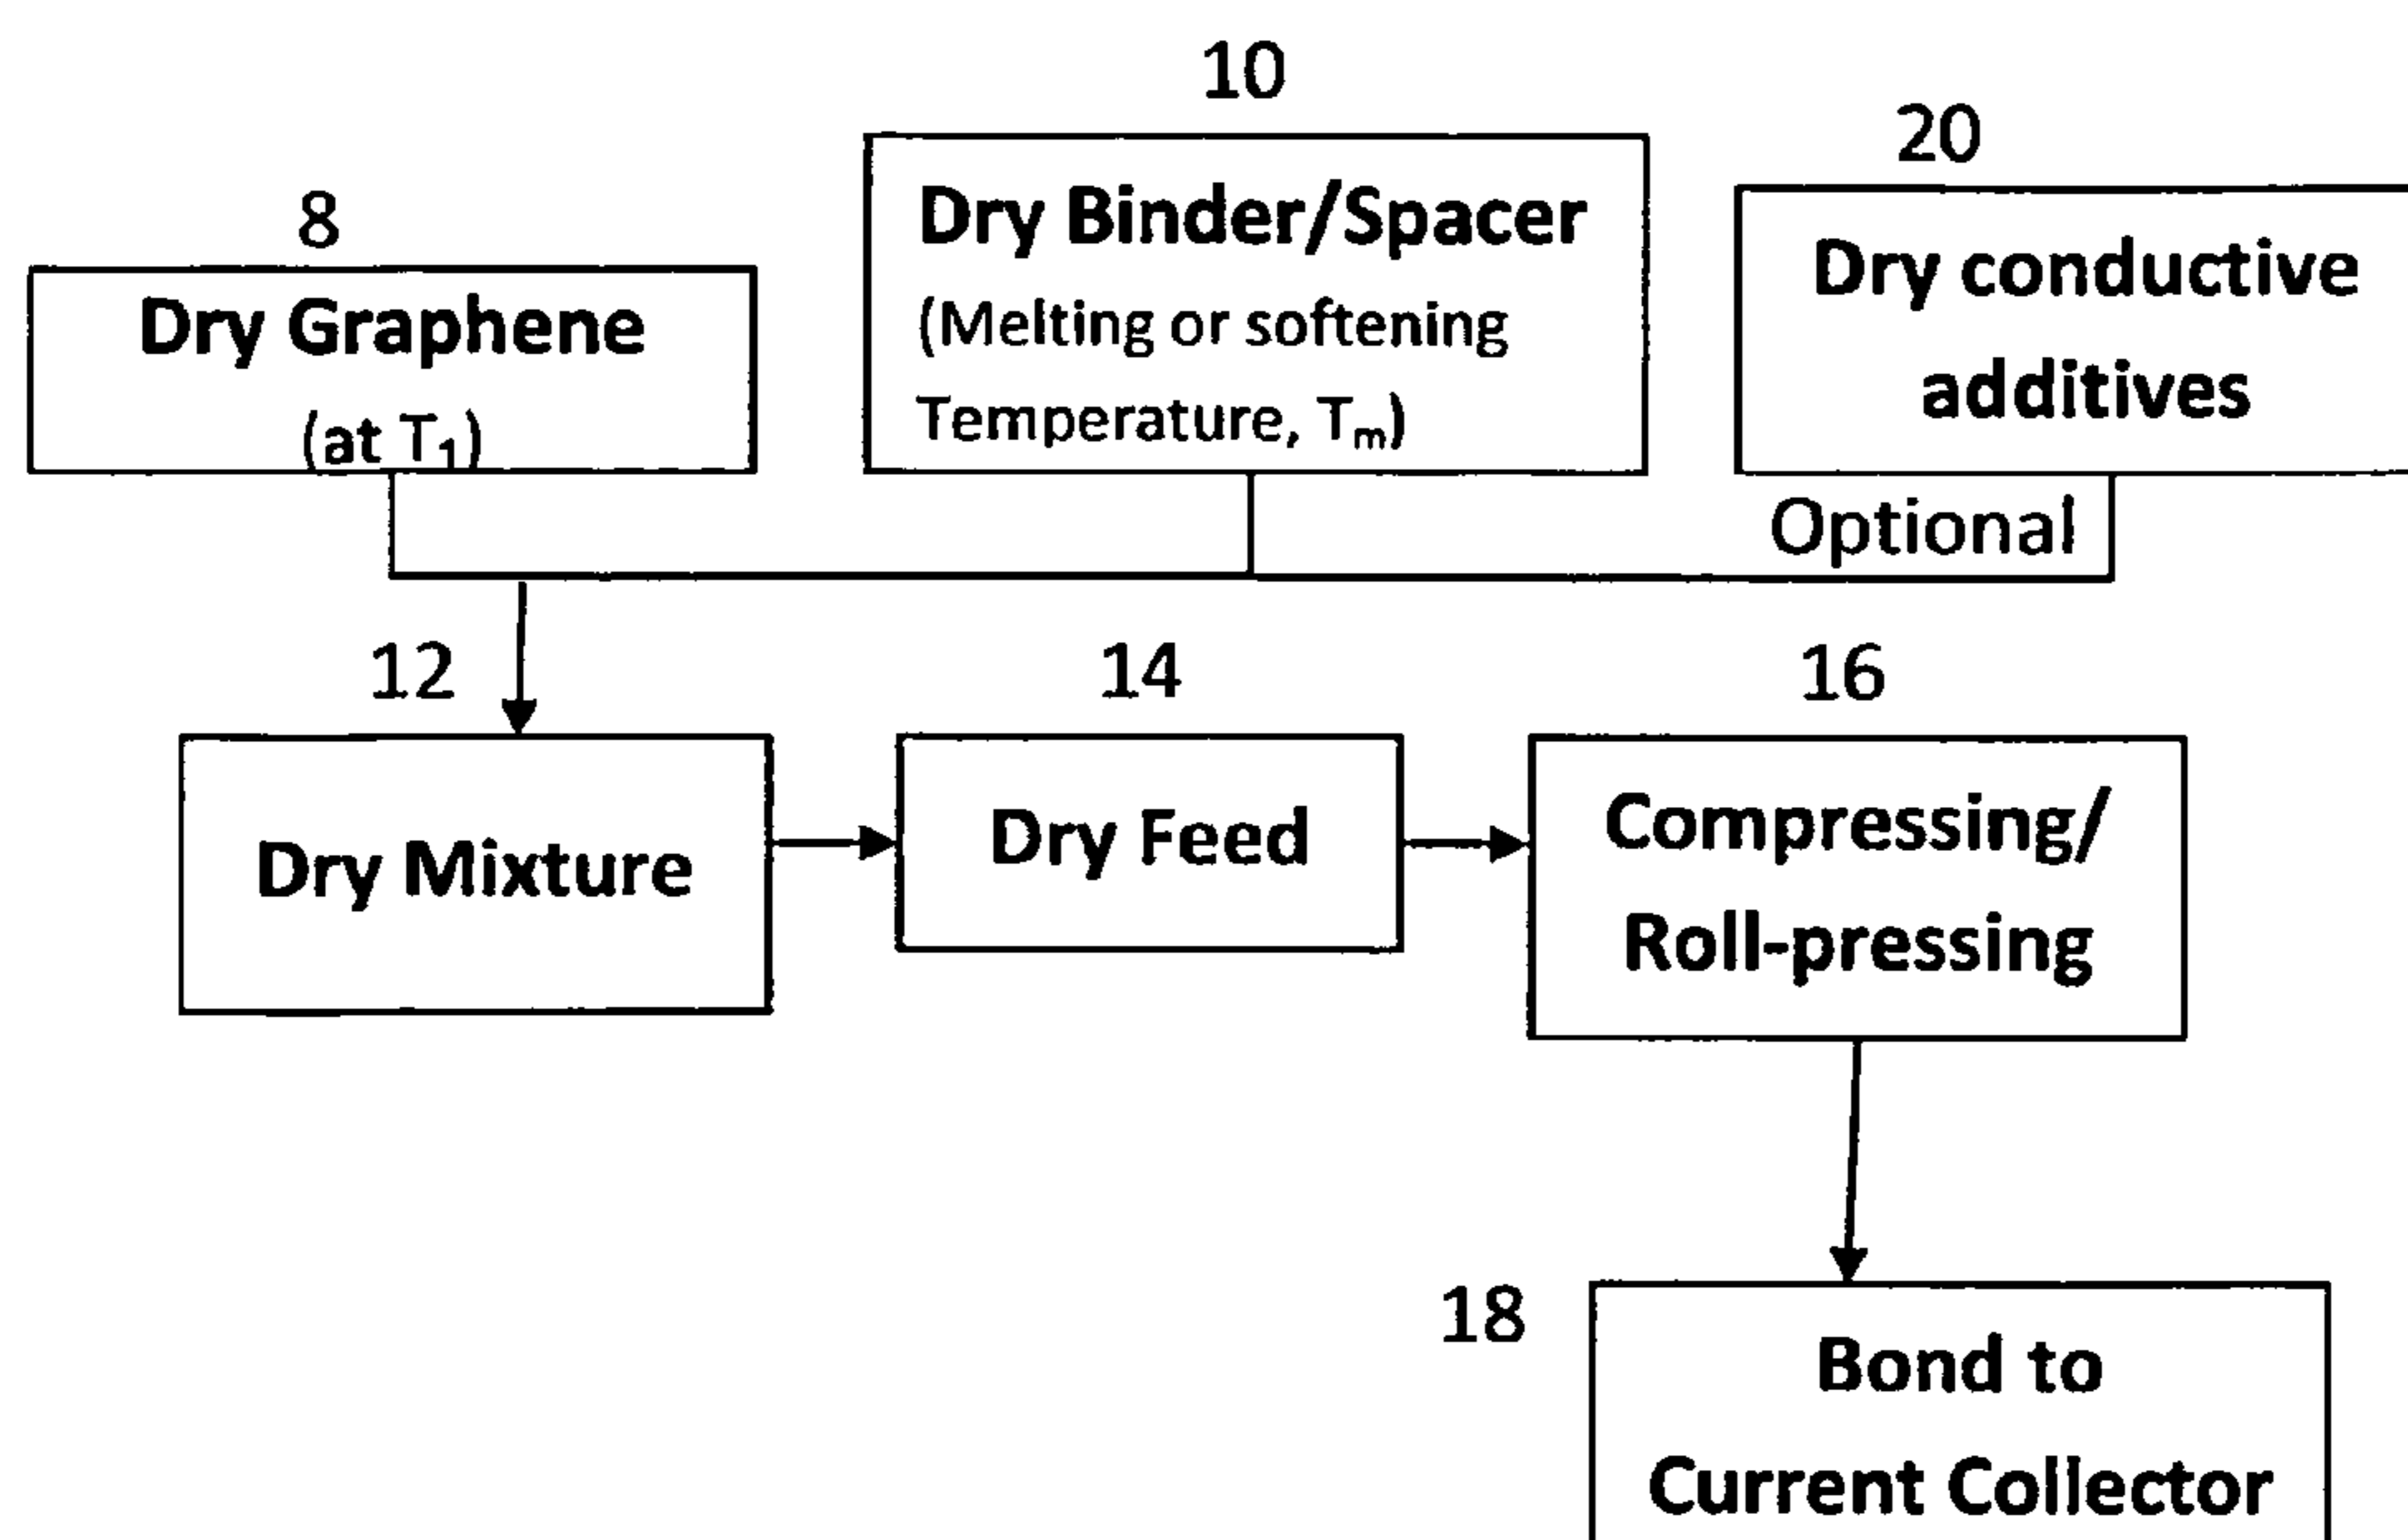 8
Dry Graphene
(at T₁)
10
Dry Binder/Spacer
(Melting or softening
Temperature, Tₘ)
20
Dry conductive
additives
Optional
12
Dry Mixture
14
Dry Feed
16
Compressing/
Roll-pressing
18
Bond to
Current Collector